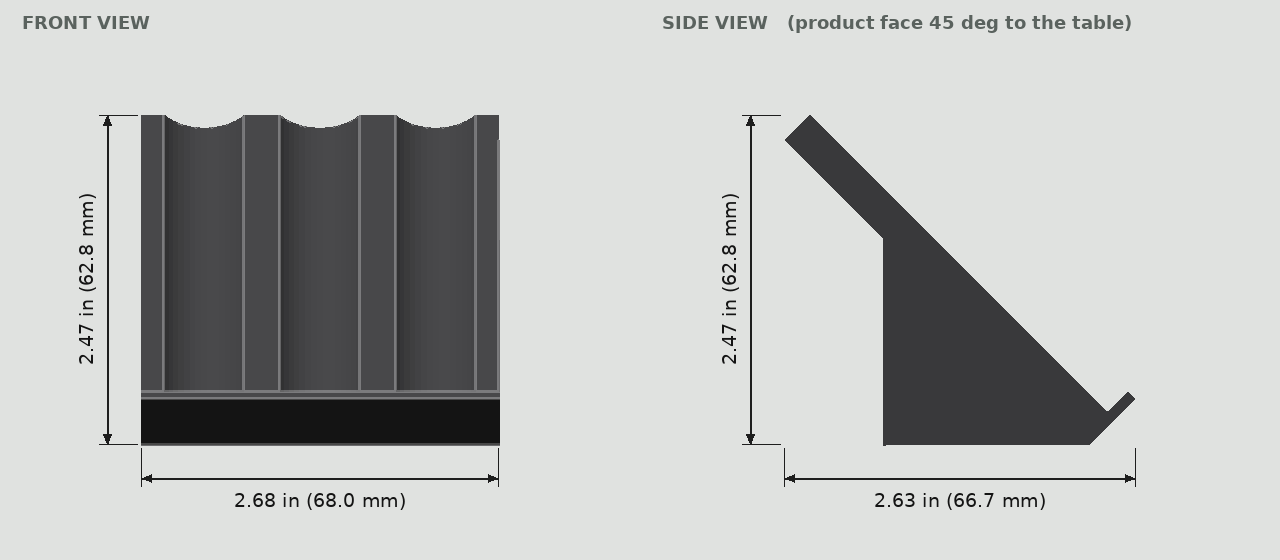 FRONT VIEW
SIDE VIEW (product face 45 deg to the table)
2.47 in (62.8 mm)
2.47 in (62.8 mm)
2.68 in (68.0 mm)
2.63 in (66.7 mm)